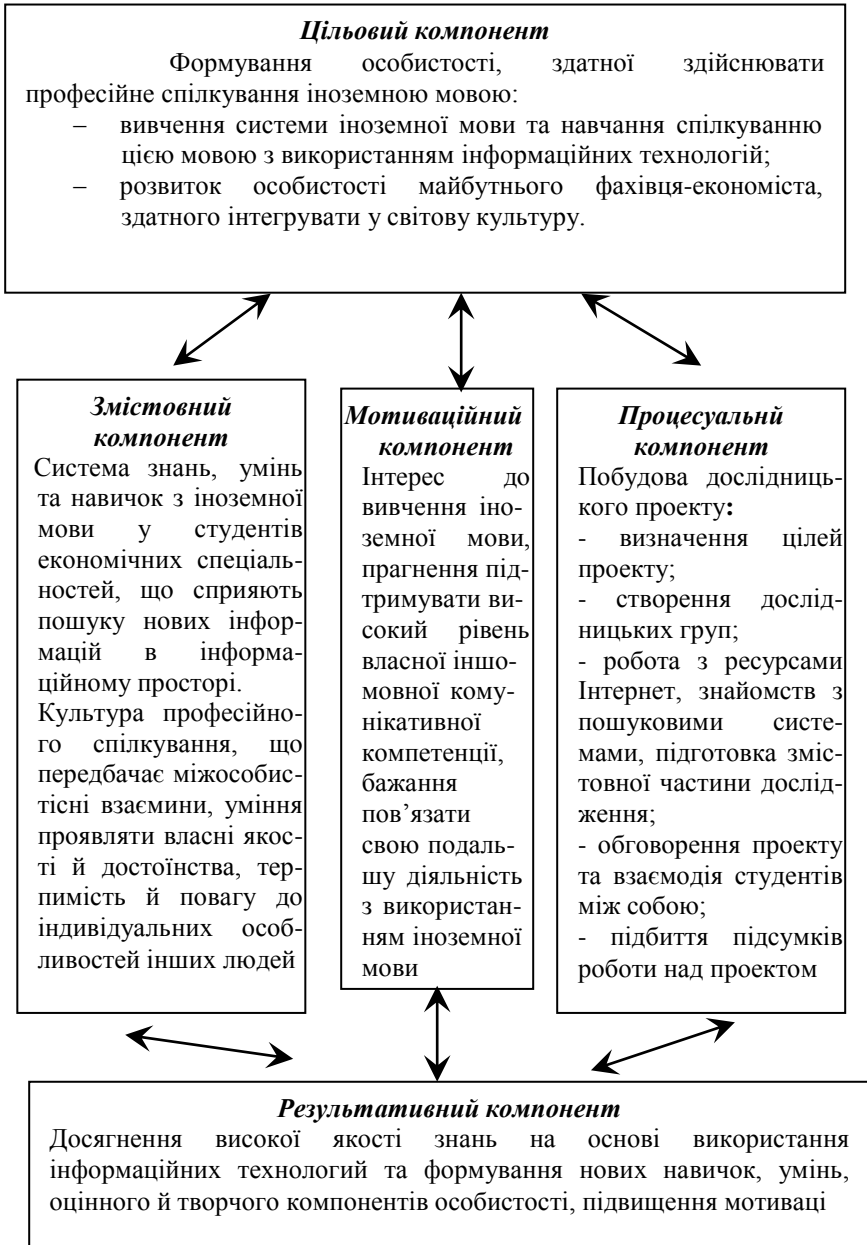 Цільовий компонент
Формування особистості, здатної здійснювати
професійне спілкування іноземною мовою:
– вивчення системи іноземної мови та навчання спілкуванню
цією мовою з використанням інформаційних технологій;
– розвиток особистості майбутнього фахівця-економіста,
здатного інтегрувати у світову культуру.
Змістовний
компонент
Система знань, умінь
та навичок з іноземної
мови у студентів
економічних спеціаль-
ностей, що сприяють
пошуку нових інфор-
мацій в інформа-
ційному просторі.
Культура професійно-
го спілкування, що
передбачає міжособис-
тісні взаємини, уміння
проявляти власні якос-
ті й достоїнства, тер-
пимість й повагу до
індивідуальних особ-
ливостей інших людей
Мотиваційний
компонент
Інтерес до
вивчення іно-
земної мови,
прагнення під-
тримувати ви-
сокий рівень
власної іншо-
мовної кому-
нікативної
компетенції,
бажання
пов’язати
свою подаль-
шу діяльність
з використан-
ням іноземної
мови
Процесуальнй
компонент
Побудова дослідниць-
кого проекту:
- визначення цілей
проекту;
- створення дослід-
ницьких груп;
- робота з ресурсами
Інтернет, знайомств з
пошуковими систе-
мами, підготовка зміс-
товної частини дослід-
ження;
- обговорення проекту
та взаємодія студентів
між собою;
- підбиття підсумків
роботи над проектом
Результативний компонент
Досягнення високої якості знань на основі використання
інформаційних технологий та формування нових навичок, умінь,
оцінного й творчого компонентів особистості, підвищення мотиваці